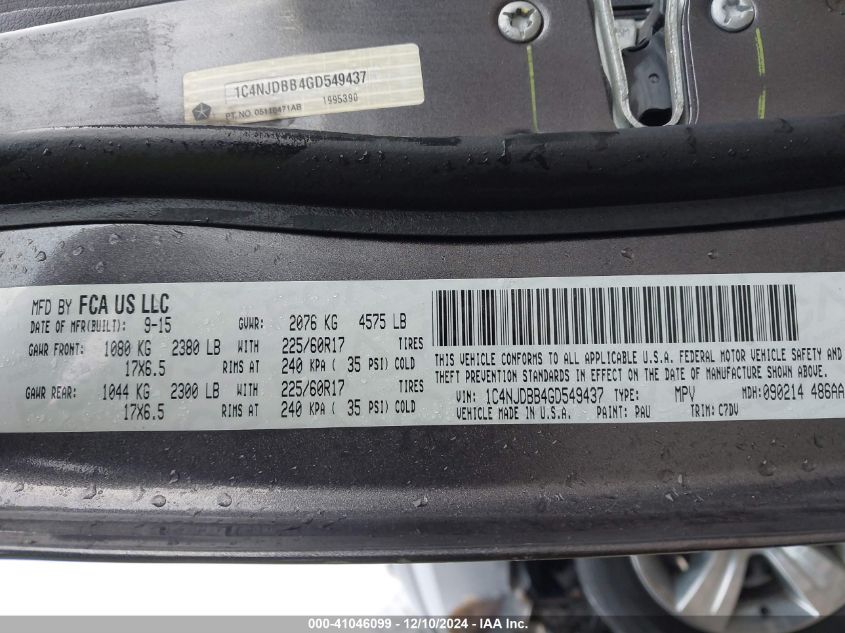 1C4NJDBB4GD549437
PT. NO. 05110471AB 1995390
MFD BY FCA US LLC
DATE OF MFR(BUILT): 9-15 GVWR: 2076 KG 4575 LB
GAWR FRONT: 1080 KG 2380 LB WITH 225/60R17 TIRES
17X6.5 RIMS AT 240 KPA ( 35 PSI) COLD
GAWR REAR: 1044 KG 2300 LB WITH 225/60R17 TIRES
17X6.5 RIMS AT 240 KPA ( 35 PSI) COLD
THIS VEHICLE CONFORMS TO ALL APPLICABLE U.S.A. FEDERAL MOTOR VEHICLE SAFETY AND
THEFT PREVENTION STANDARDS IN EFFECT ON THE DATE OF MANUFACTURE SHOWN ABOVE.
VIN: 1C4NJDBB4GD549437 TYPE: MPV MDH: 090214 486AA
VEHICLE MADE IN U.S.A. PAINT: PAU TRIM: C7DV
000-41046099 - 12/10/2024 - IAA Inc.